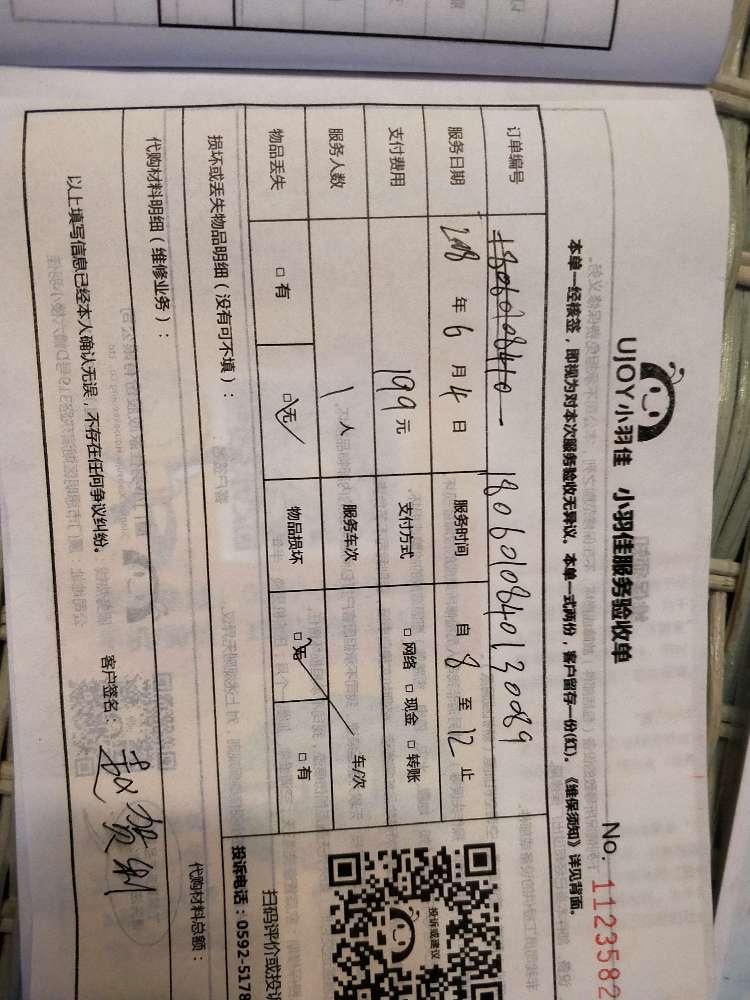 UJOY小羽佳 小羽佳服务验收单
No. 1123582
本单一经核签，即视为对本次服务验收无异议。本单一式两份，客户留存一份(红)。《维保须知》详见背面。
订单编号 1806010840130089
服务日期 2018 年 6 月 4 日 服务时间 自 8 至 12 止
支付费用 199 元 支付方式 □ 网络 □ 现金 □ 转账
服务人数 1 人 服务车次 车/次
物品丢失 □ 有 □ 无 物品损坏 □ 无 □ 有
投诉或建议
扫码评价或投诉
投诉电话：0592-5178
损坏或丢失物品明细（没有可不填）：
代购材料明细（维修业务）：
代购材料总额：
以上填写信息已经本人确认无误，不存在任何争议纠纷。
客户签名：